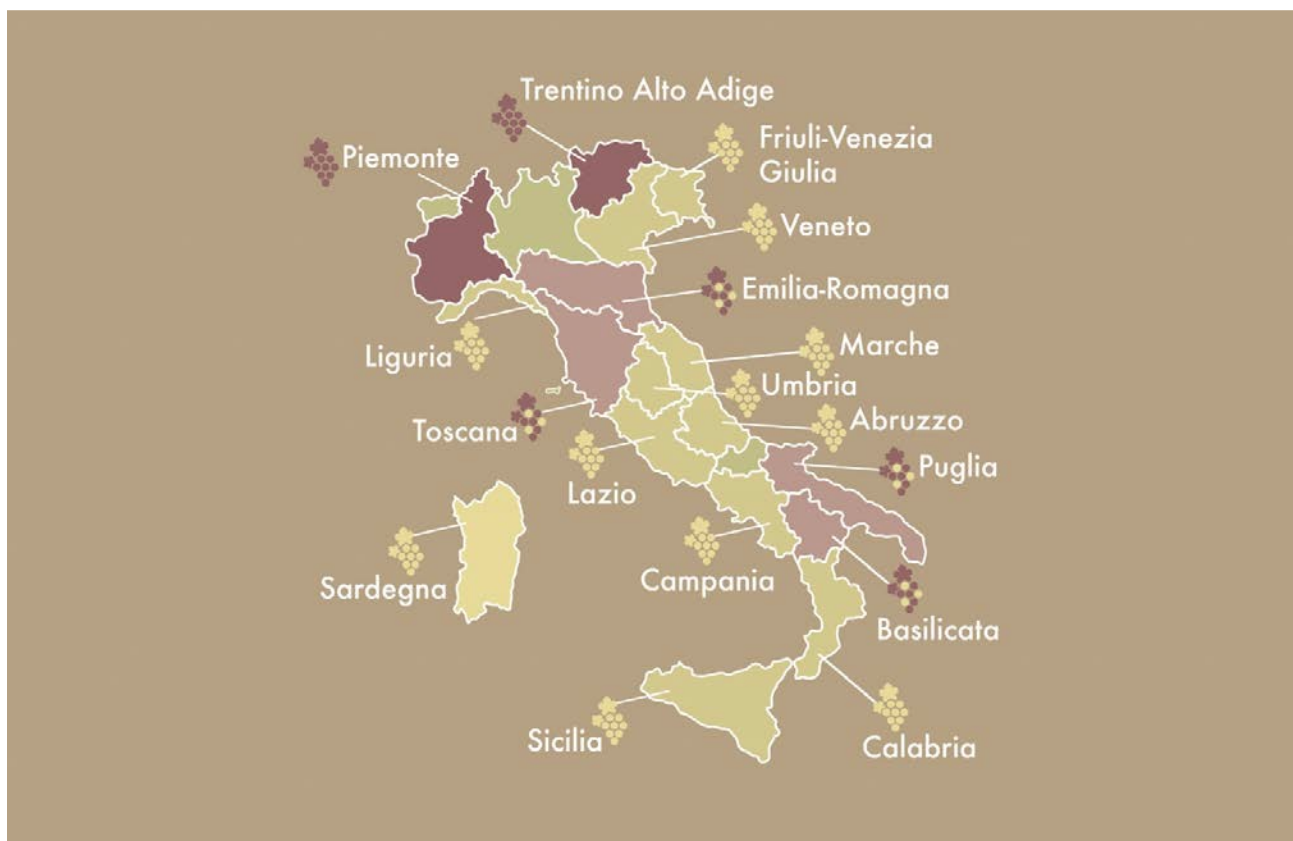 Trentino Alto Adige
Piemonte
Friuli-Venezia
Giulia
Veneto
Emilia-Romagna
Liguria
Marche
Umbria
Toscana
Abruzzo
Lazio
Puglia
Sardegna
Campania
Basilicata
Sicilia
Calabria